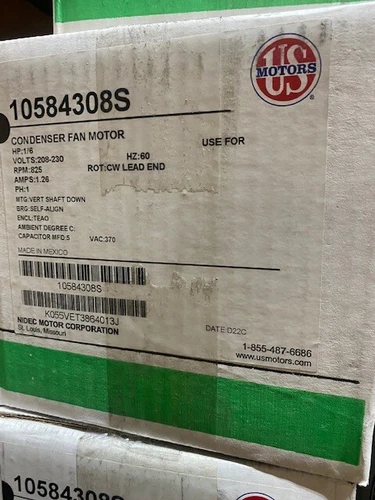 US
MOTORS
®
10584308S
CONDENSER FAN MOTOR
USE FOR
HP:1/6
VOLTS:208-230
HZ:60
RPM:825
ROT:CW LEAD END
AMPS:1.26
PH:1
MTG:VERT SHAFT DOWN
BRG:SELF-ALIGN
ENCL:TEAO
AMBIENT DEGREE C:
CAPACITOR MFD:5 VAC:370
MADE IN MEXICO
10584308S
K055VET3864013J
NIDEC MOTOR CORPORATION
St. Louis, Missouri
DATE:D22C
1-855-487-6686
www.usmotors.com
10584308S
US